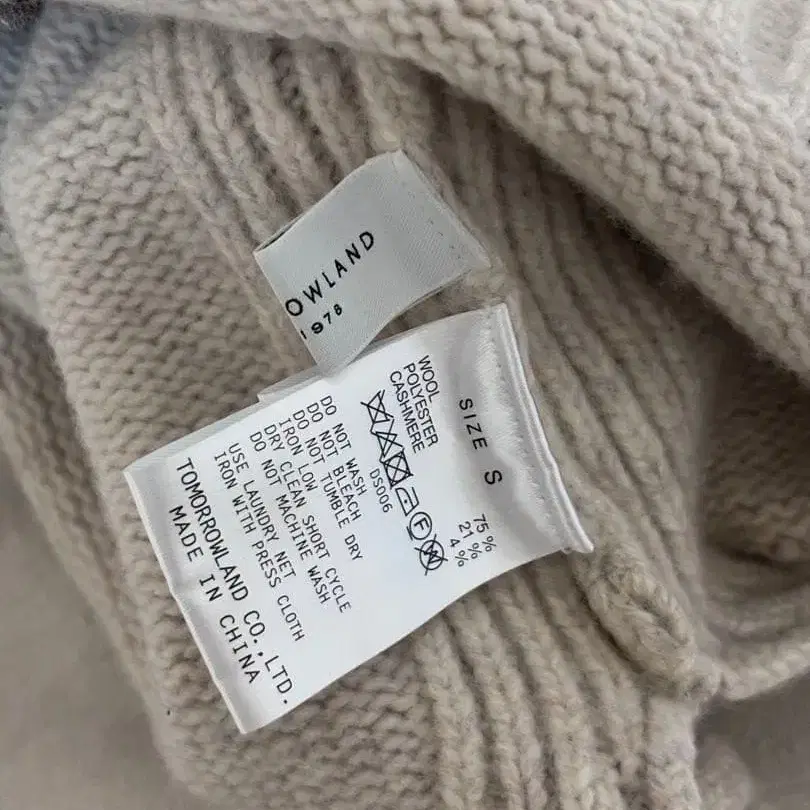 OWLAND
1978
SIZE S
WOOL 75%
POLYESTER 21%
CASHMERE 4%
F
DS006
DO NOT WASH
DO NOT BLEACH
DO NOT TUMBLE DRY
IRON LOW
DRY CLEAN SHORT CYCLE
DO NOT MACHINE WASH
USE LAUNDRY NET
IRON WITH PRESS CLOTH
TOMORROWLAND CO.,LTD.
MADE IN CHINA